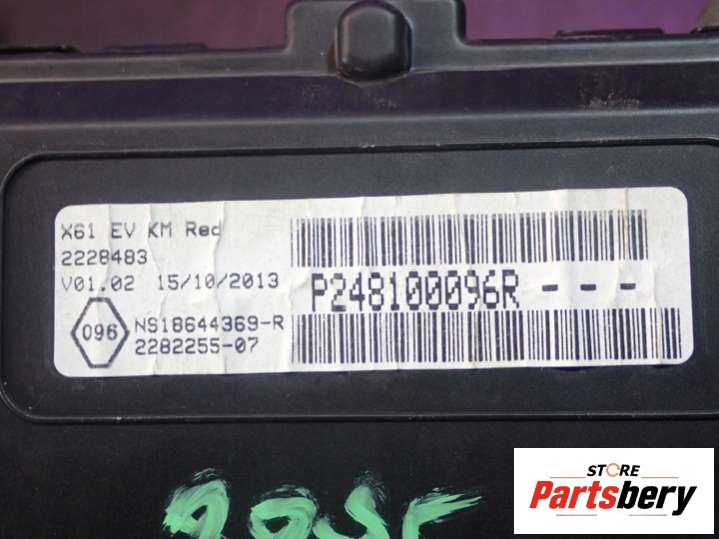 X61 EV KM Red
2228483
V01.02 15/10/2013
P248100096R - - -
096
NS18644369-R
2282255-07
STORE
Partsbery